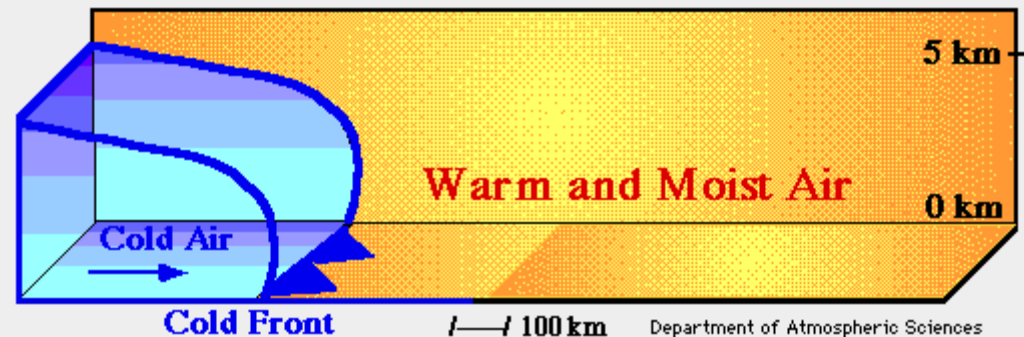 5 km
Warm and Moist Air
0 km
Cold Air
Cold Front
100 km
Department of Atmospheric Sciences